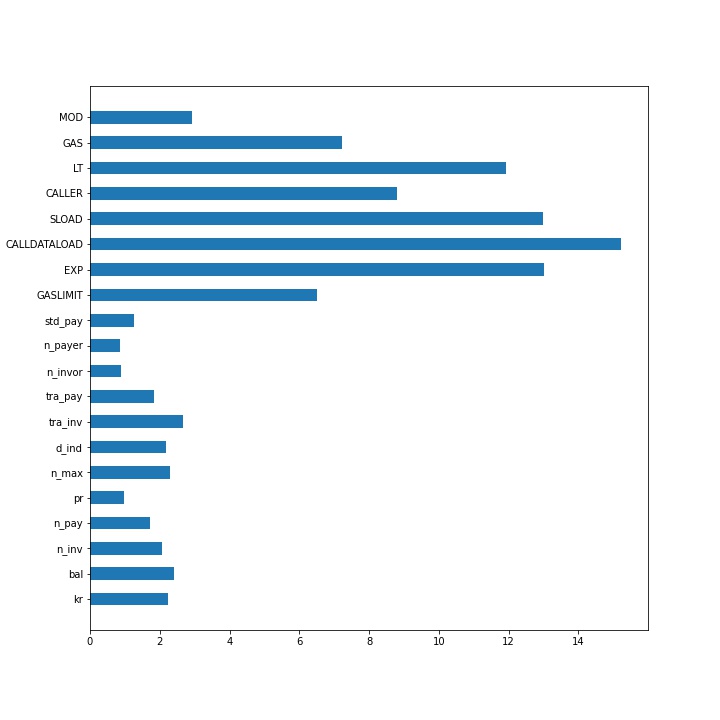 MOD
GAS
LT
CALLER
SLOAD
CALLDATALOAD
EXP
GASLIMIT
std_pay
n_payer
n_invor
tra_pay
tra_inv
d_ind
n_max
pr
n_pay
n_inv
bal
kr
0 2 4 6 8 10 12 14